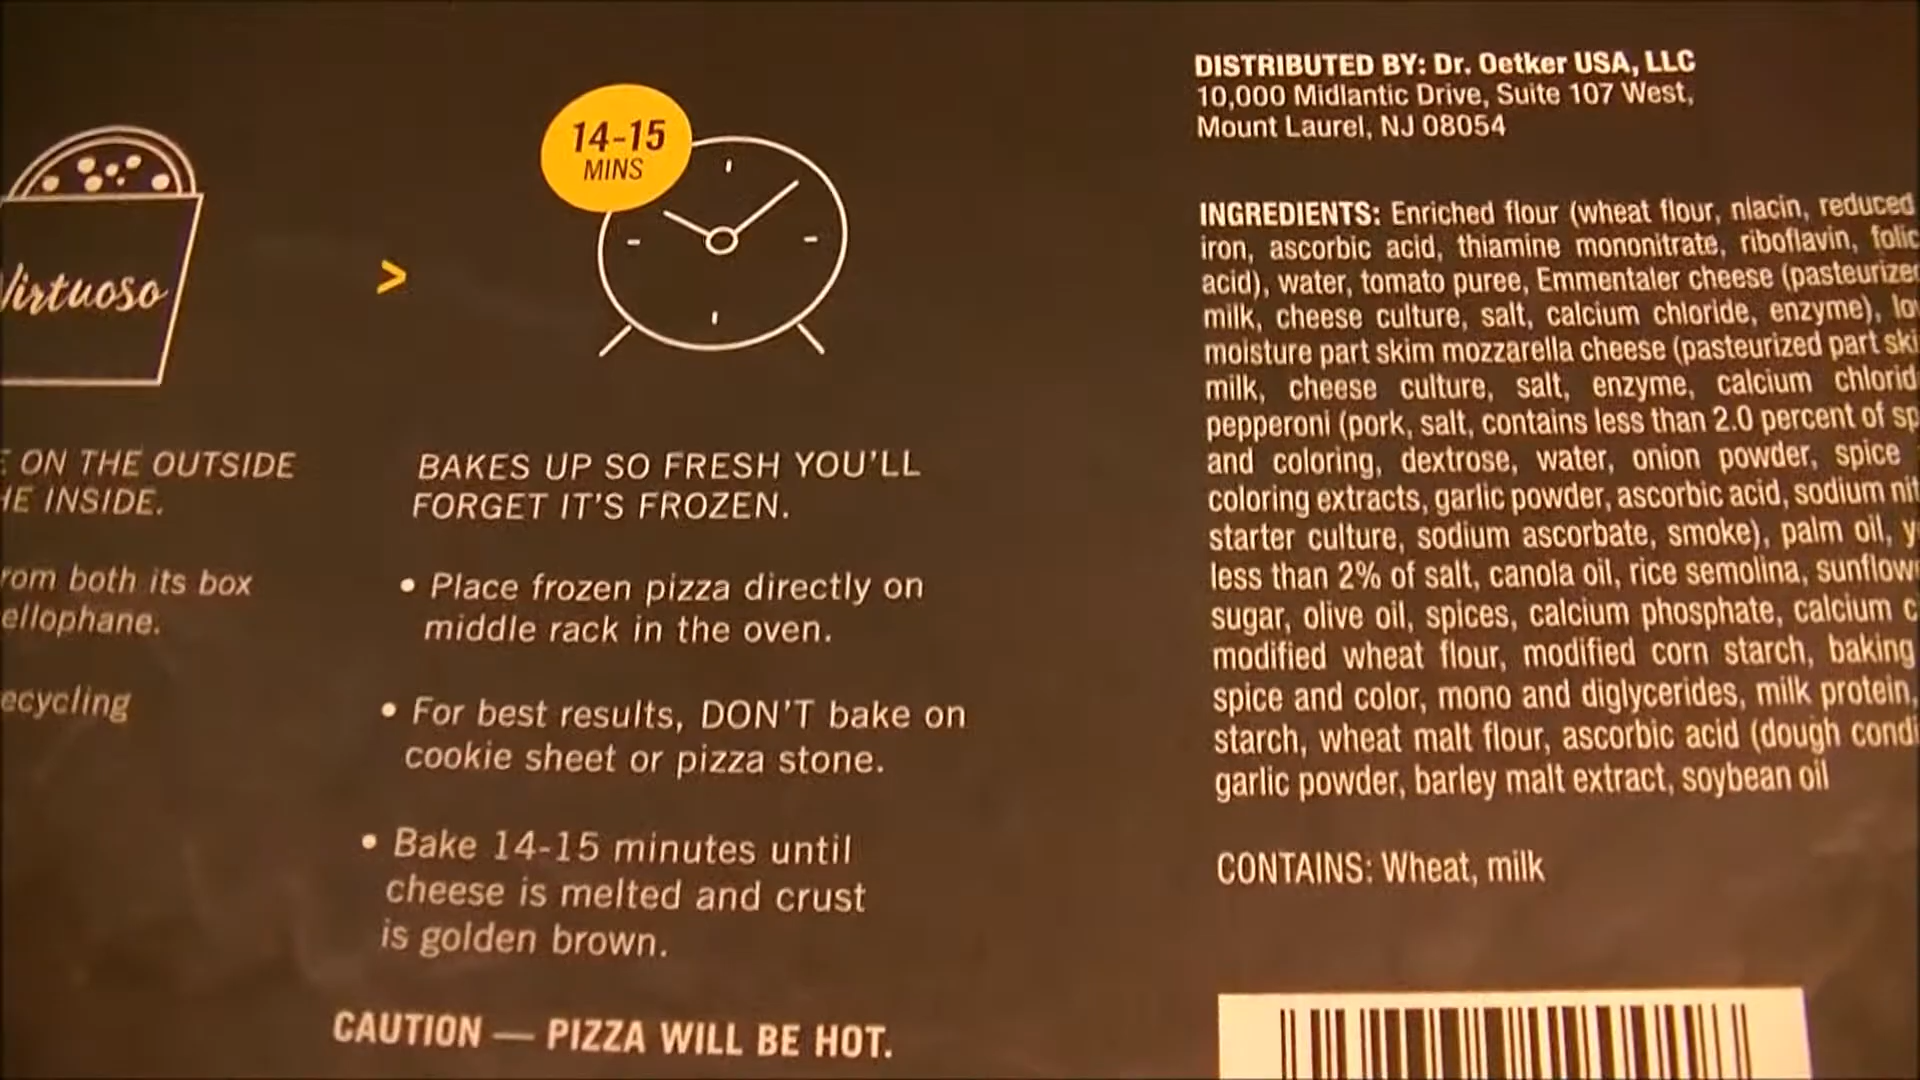 Virtuoso
>
14-15
MINS
ON THE OUTSIDE
INSIDE.
both its box
BAKES UP SO FRESH YOU'LL
FORGET IT'S FROZEN.
• Place frozen pizza directly on
middle rack in the oven.
• For best results, DON'T bake on
cookie sheet or pizza stone.
• Bake 14-15 minutes until
cheese is melted and crust
is golden brown.
CAUTION — PIZZA WILL BE HOT.
DISTRIBUTED BY: Dr. Oetker USA, LLC
10,000 Midlantic Drive, Suite 107 West,
Mount Laurel, NJ 08054
INGREDIENTS: Enriched flour (wheat flour, niacin, reduced
iron, ascorbic acid, thiamine mononitrate, riboflavin, folic
acid), water, tomato puree, Emmentaler cheese (pasteurized
milk, cheese culture, salt, calcium chloride, enzyme),
moisture part skim mozzarella cheese (pasteurized part
milk, cheese culture, salt, enzyme, calcium
pepperoni (pork, salt, contains less than 2.0 percent of
and coloring, dextrose, water, onion powder, spice
coloring extracts, garlic powder, ascorbic acid, sodium
starter culture, sodium ascorbate, smoke), palm oil,
less than 2% of salt, canola oil, rice semolina,
sugar, olive oil, spices, calcium phosphate, calcium
modified wheat flour, modified corn starch, baking
spice and color, mono and diglycerides, milk protein,
starch, wheat malt flour, ascorbic acid (dough
garlic powder, barley malt extract, soybean oil
CONTAINS: Wheat, milk